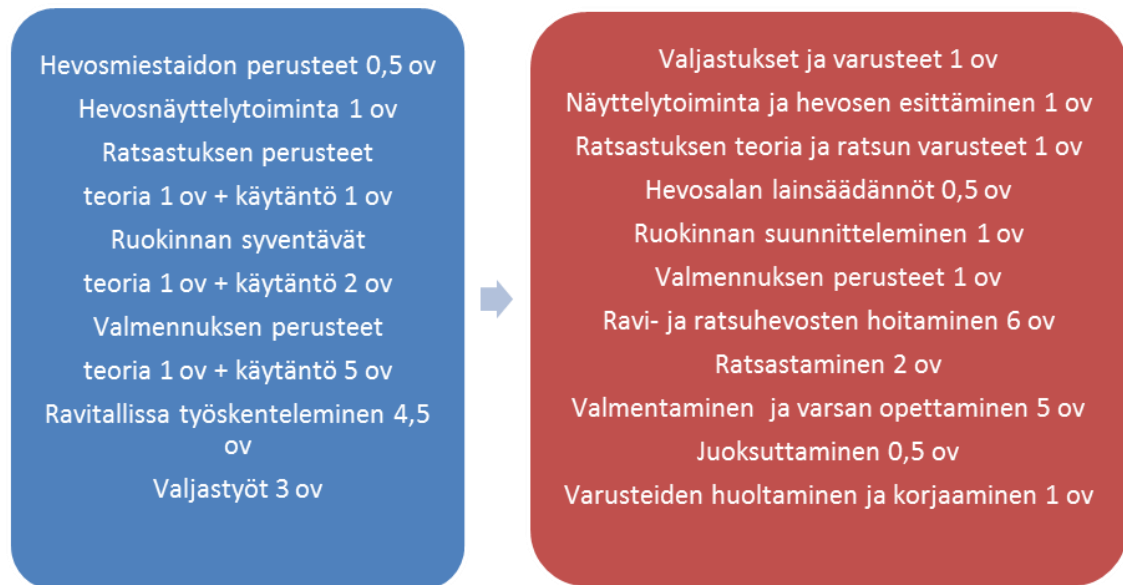 Hevosmiestaidon perusteet 0,5 ov
Hevosnäyttelytoiminta 1 ov
Ratsastuksen perusteet
teoria 1 ov + käytäntö 1 ov
Ruokinnan syventävät
teoria 1 ov + käytäntö 2 ov
Valmennuksen perusteet
teoria 1 ov + käytäntö 5 ov
Ravitallissa työskenteleminen 4,5
ov
Valjastyöt 3 ov
Valjastukset ja varusteet 1 ov
Näyttelytoiminta ja hevosen esittäminen 1 ov
Ratsastuksen teoria ja ratsun varusteet 1 ov
Hevosalan lainsäädännöt 0,5 ov
Ruokinnan suunnitteleminen 1 ov
Valmennuksen perusteet 1 ov
Ravi- ja ratsuhevosten hoitaminen 6 ov
Ratsastaminen 2 ov
Valmentaminen  ja varsan opettaminen 5 ov
Juoksuttaminen 0,5 ov
Varusteiden huoltaminen ja korjaaminen 1 ov